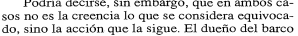 Podría decirse, sin embargo, que en ambos ca-
sos no es la creencia lo que se considera equivoca-
do, sino la acción que la sigue. El dueño del barco